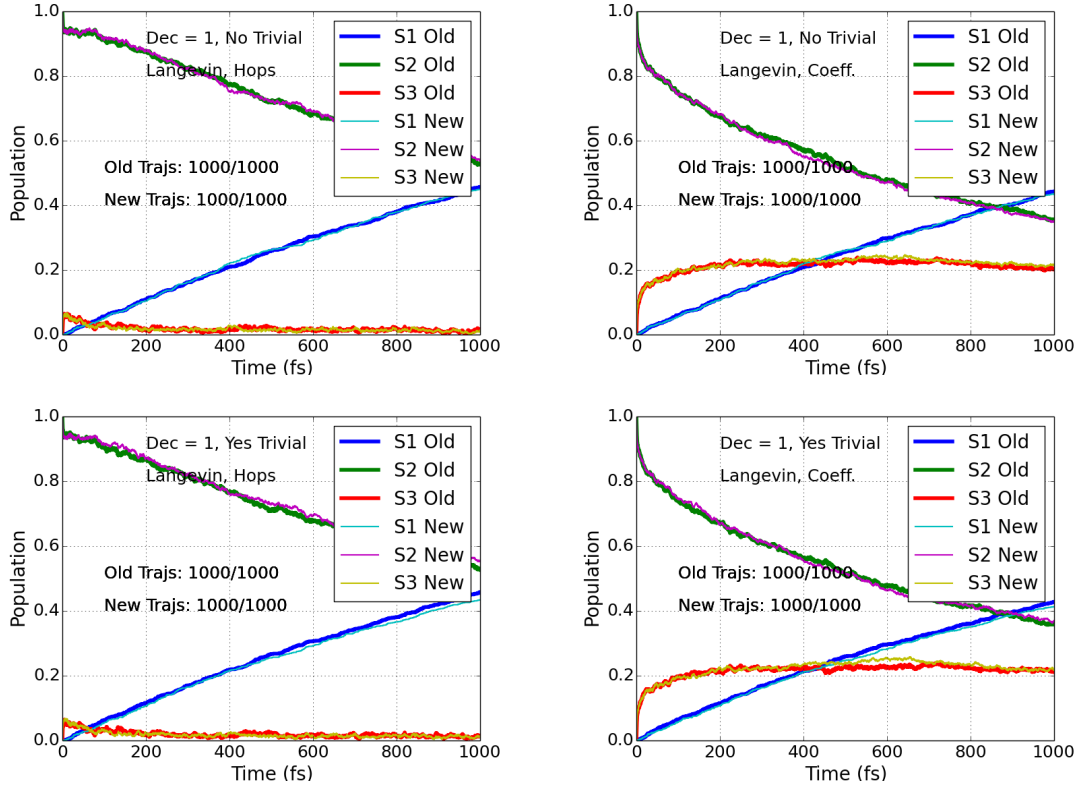 1.0
0.8
0.6
0.4
0.2
0.0
Population
0
200
400
600
800
1000
Time (fs)
Dec = 1, No Trivial
Langevin, Hops
Old Trajs: 1000/1000
New Trajs: 1000/1000
S1 Old
S2 Old
S3 Old
S1 New
S2 New
S3 New
1.0
0.8
0.6
0.4
0.2
0.0
Population
0
200
400
600
800
1000
Time (fs)
Dec = 1, No Trivial
Langevin, Coeff.
Old Trajs: 1000/1000
New Trajs: 1000/1000
S1 Old
S2 Old
S3 Old
S1 New
S2 New
S3 New
1.0
0.8
0.6
0.4
0.2
0.0
Population
0
200
400
600
800
1000
Time (fs)
Dec = 1, Yes Trivial
Langevin, Hops
Old Trajs: 1000/1000
New Trajs: 1000/1000
S1 Old
S2 Old
S3 Old
S1 New
S2 New
S3 New
1.0
0.8
0.6
0.4
0.2
0.0
Population
0
200
400
600
800
1000
Time (fs)
Dec = 1, Yes Trivial
Langevin, Coeff.
Old Trajs: 1000/1000
New Trajs: 1000/1000
S1 Old
S2 Old
S3 Old
S1 New
S2 New
S3 New